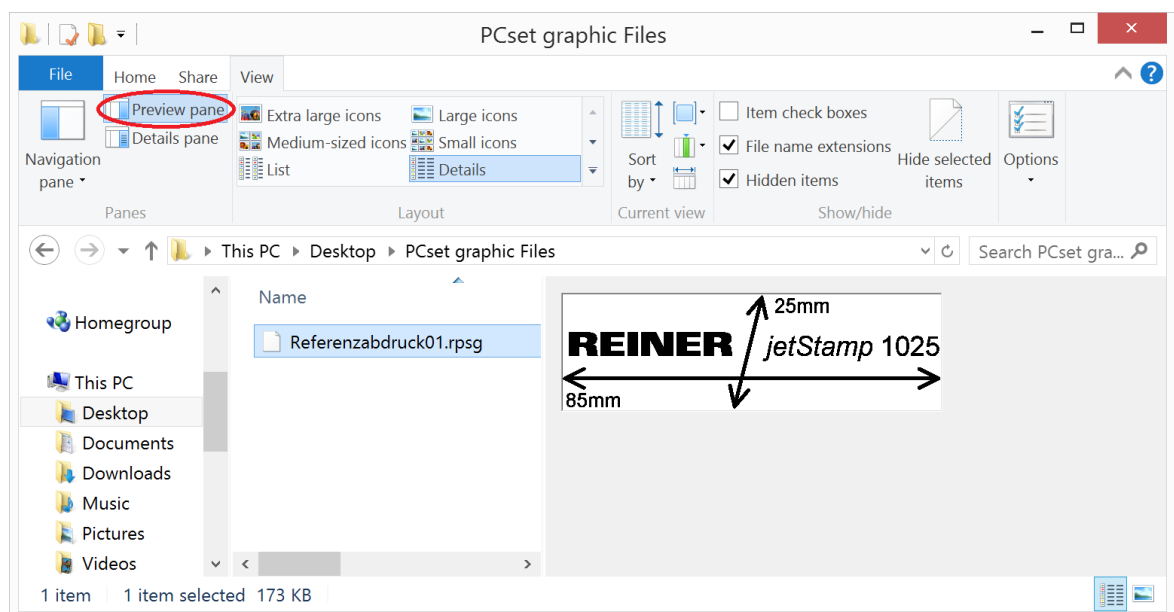 PCset graphic Files
File Home Share View
Preview pane
Details pane
Navigation
pane
Extra large icons Large icons
Medium-sized icons Small icons
List Details
Sort
by
Item check boxes
File name extensions
Hidden items
Hide selected
items
Options
Panes Layout Current view Show/hide
This PC Desktop PCset graphic Files
Search PCset gra...
Homegroup
This PC
Desktop
Documents
Downloads
Music
Pictures
Videos
Name
Referenzabdruck01.rpsg
25mm
REINER jetStamp 1025
85mm
1 item 1 item selected 173 KB